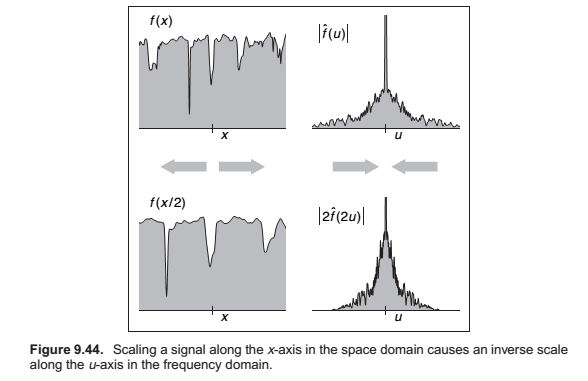 f(x)
|f̂(u)|
x
u
f(x/2)
|2f̂(2u)|
x
u
Figure 9.44. Scaling a signal along the x-axis in the space domain causes an inverse scale
along the u-axis in the frequency domain.